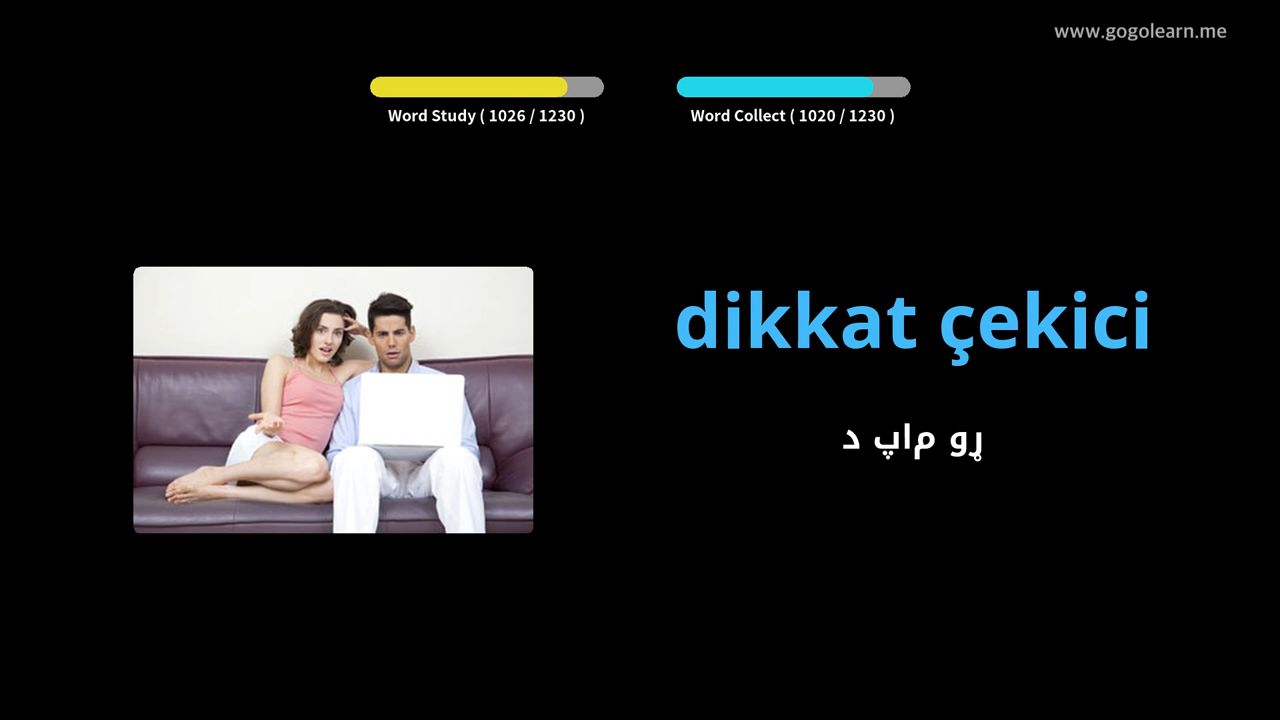 www.gogolearn.me
Word Study ( 1026 / 1230 )
Word Collect ( 1020 / 1230 )
dikkat çekici
د پام وړ